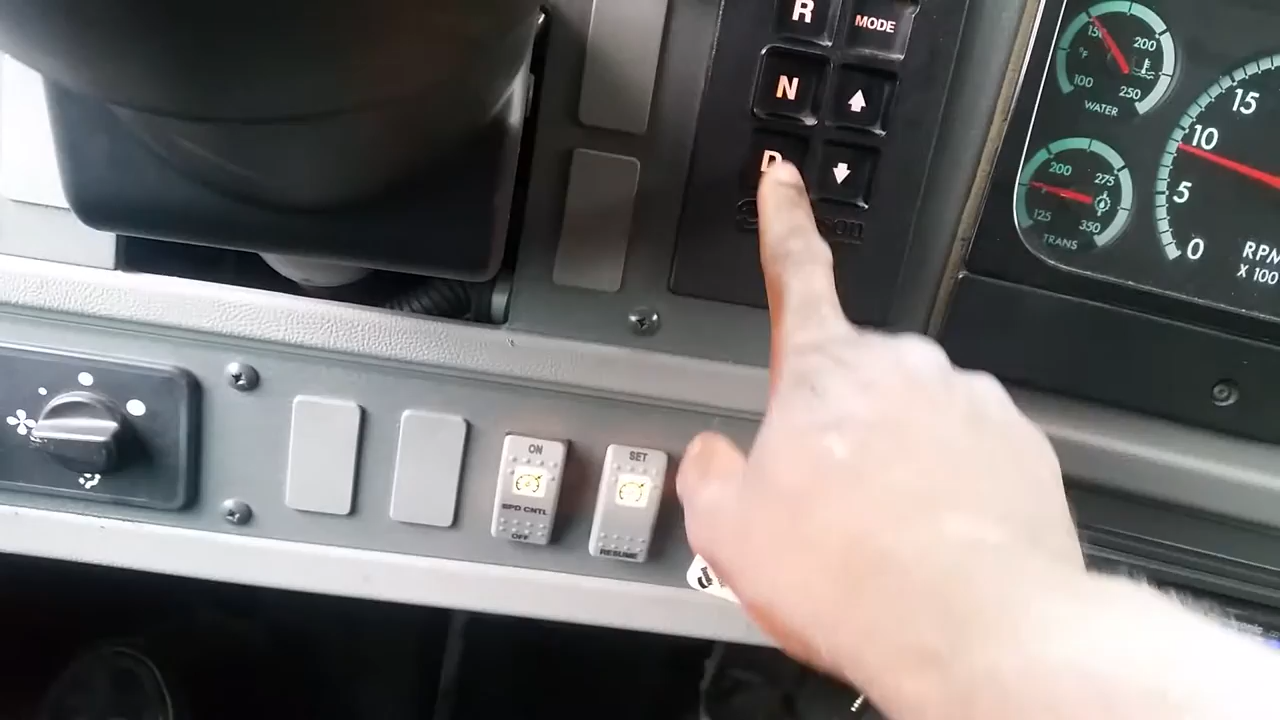 R
MODE
N
D
150
200
°F
100
250
WATER
200
275
125
350
TRANS
15
10
5
0
RPM
X 100
ON
SPD CNTL
OFF
SET
RESUME